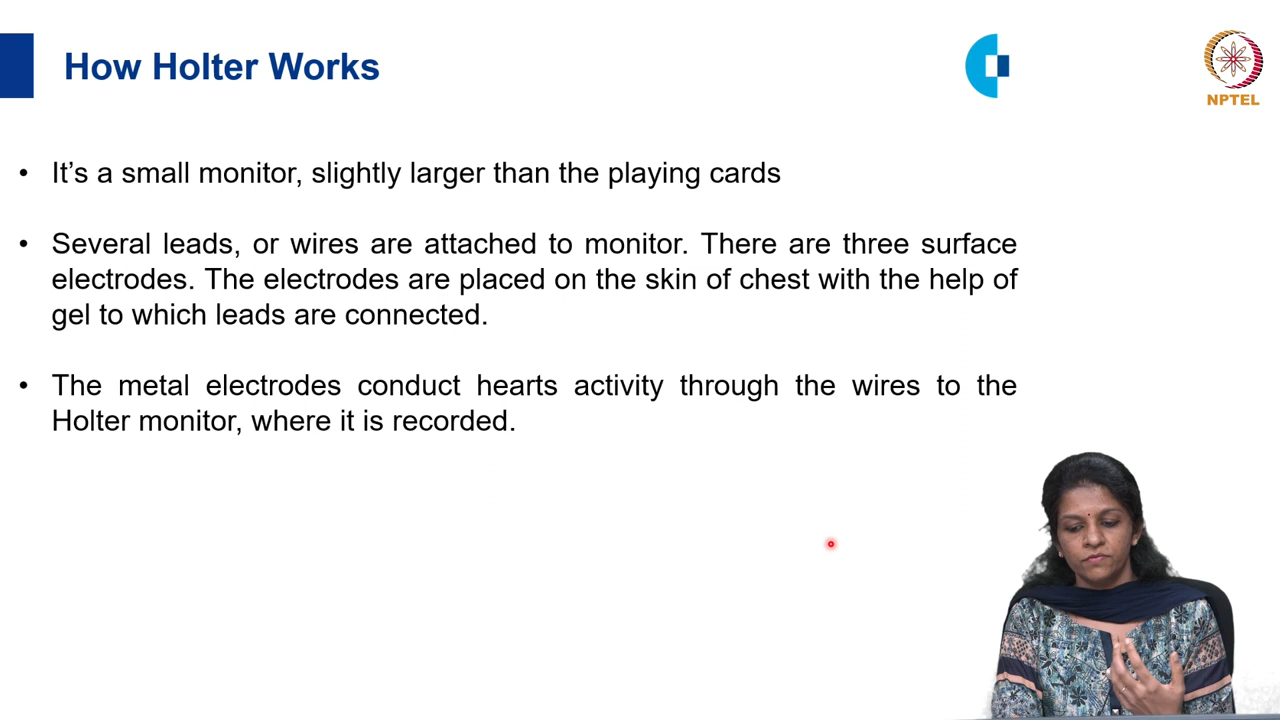 How Holter Works
NPTEL
• It’s a small monitor, slightly larger than the playing cards
• Several leads, or wires are attached to monitor. There are three surface
electrodes. The electrodes are placed on the skin of chest with the help of
gel to which leads are connected.
• The metal electrodes conduct hearts activity through the wires to the
Holter monitor, where it is recorded.